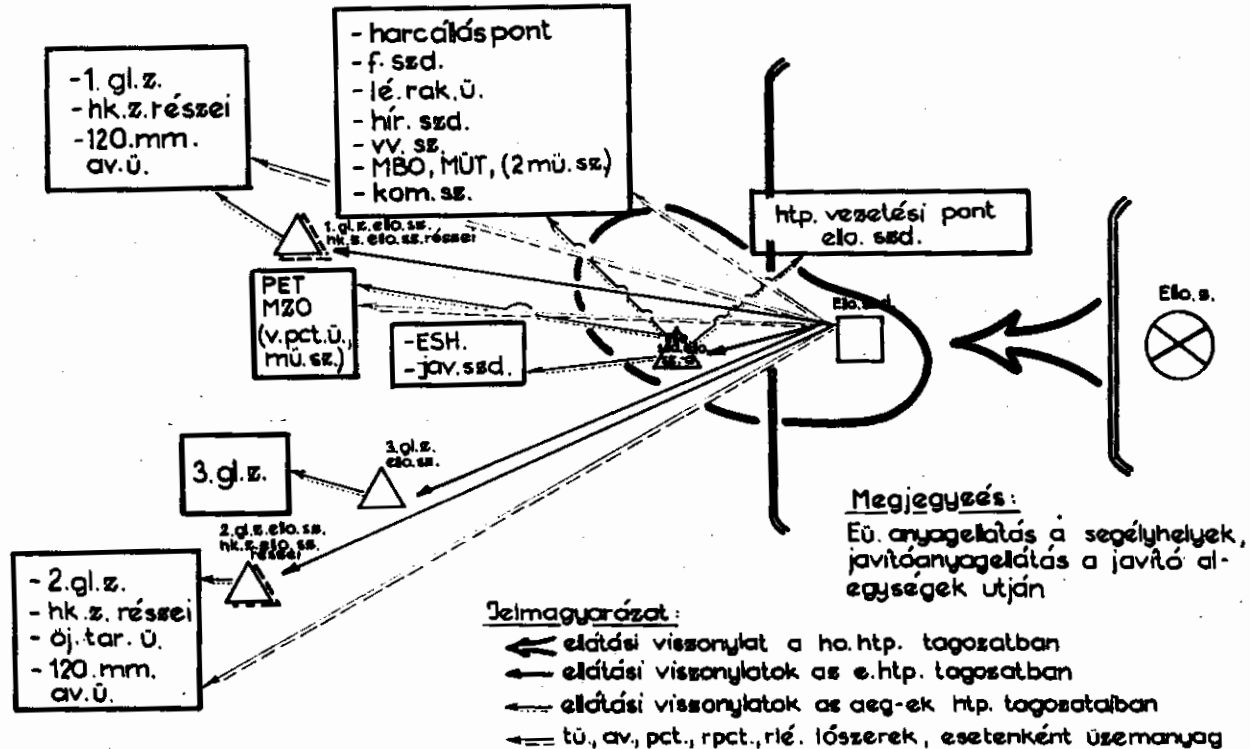 -1. gl.z.
-hk.z.részei
-120.mm.
av.ü.
- harcálláspont
- f. szd.
- lé.rak.ü.
- hír. szd.
- vv. sz.
- MBO, MÜT, (2 mü. sz.)
- kom. sz.
htp. vezetési pont
ello. szd.
1.gl.z.ello.sz.
hk.z.ello.sz.részei
PET
MZO
(v.pct.ü.,
mü.sz.)
-ESH.
-jav.szd.
Ello.szd.
Ello.s.
3.gl.z.
3.gl.z.
ello.sz.
2.gl.z.ello.sz.
hk.z.ello.sz.
részei
- 2.gl.z.
- hk.z. részei
- öj.tar.ü.
- 120.mm.
av.ü.
Megjegyzés:
Eü. anyagellátás a segélyhelyek,
javítóanyagellátás a javító al-
egységek utján
Jelmagyarázat:
ellátási viszonylat a ho.htp. tagozatban
ellátási viszonylatok az e.htp. tagozatban
ellátási viszonylatok az aeg-ek htp. tagozataiban
tü., av., pct., rpct., rlé. lőszerek, esetenként üzemanyag